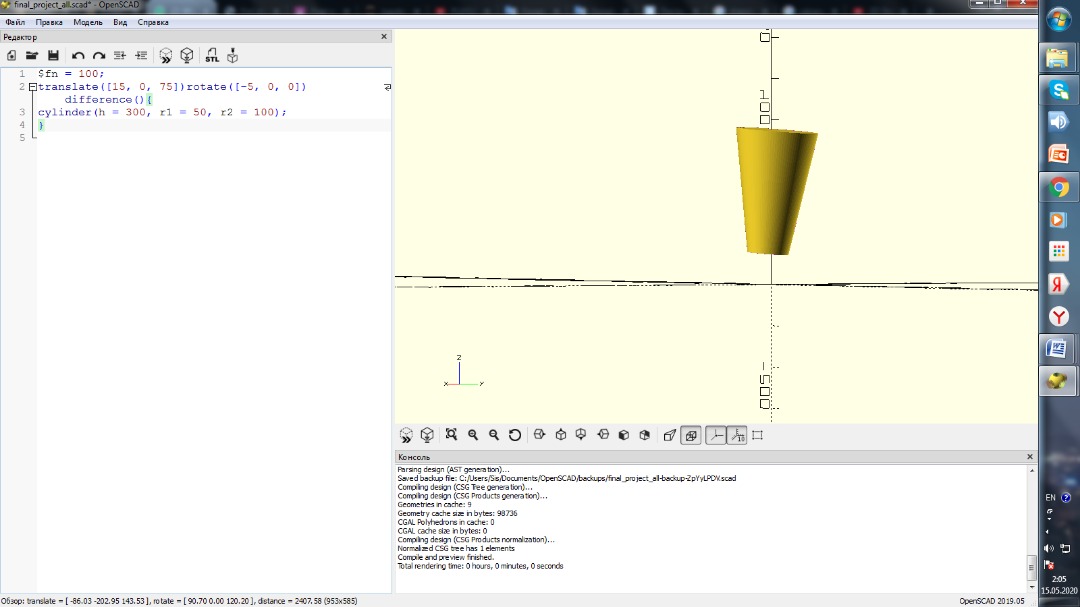 final_project_all.scad* - OpenSCAD
Файл Правка Модель Вид Справка
Редактор
STL
1 $fn = 100;
2 translate([15, 0, 75])rotate([-5, 0, 0])
difference(){
3 cylinder(h = 300, r1 = 50, r2 = 100);
4 }
5
Z
X Y
Консоль
Parsing design (AST generation)...
Saved backup file: C:/Users/Sis/Documents/OpenSCAD/backups/final_project_all-backup-ZpYyLPDV.scad
Compiling design (CSG Tree generation)...
Compiling design (CSG Products generation)...
Geometries in cache: 9
Geometry cache size in bytes: 98736
CGAL Polyhedrons in cache: 0
CGAL cache size in bytes: 0
Compiling design (CSG Products normalization)...
Normalized CSG tree has 1 elements
Compile and preview finished.
Total rendering time: 0 hours, 0 minutes, 0 seconds
Обзор: translate = [ -86.03 -202.95 143.53 ], rotate = [ 90.70 0.00 120.20 ], distance = 2407.58 (953x585)
OpenSCAD 2019.05
EN
2:05
15.05.2020